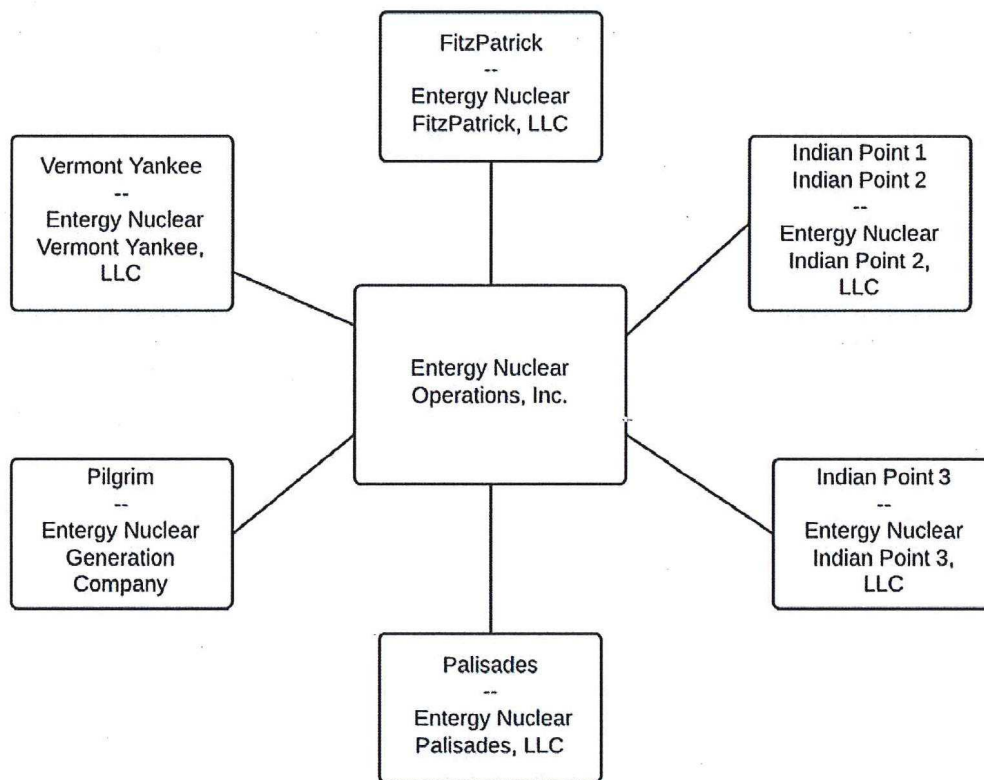 FitzPatrick
--
Entergy Nuclear
FitzPatrick, LLC
Vermont Yankee
--
Entergy Nuclear
Vermont Yankee,
LLC
Indian Point 1
Indian Point 2
--
Entergy Nuclear
Indian Point 2,
LLC
Entergy Nuclear
Operations, Inc.
Pilgrim
--
Entergy Nuclear
Generation
Company
Indian Point 3
--
Entergy Nuclear
Indian Point 3,
LLC
Palisades
--
Entergy Nuclear
Palisades, LLC